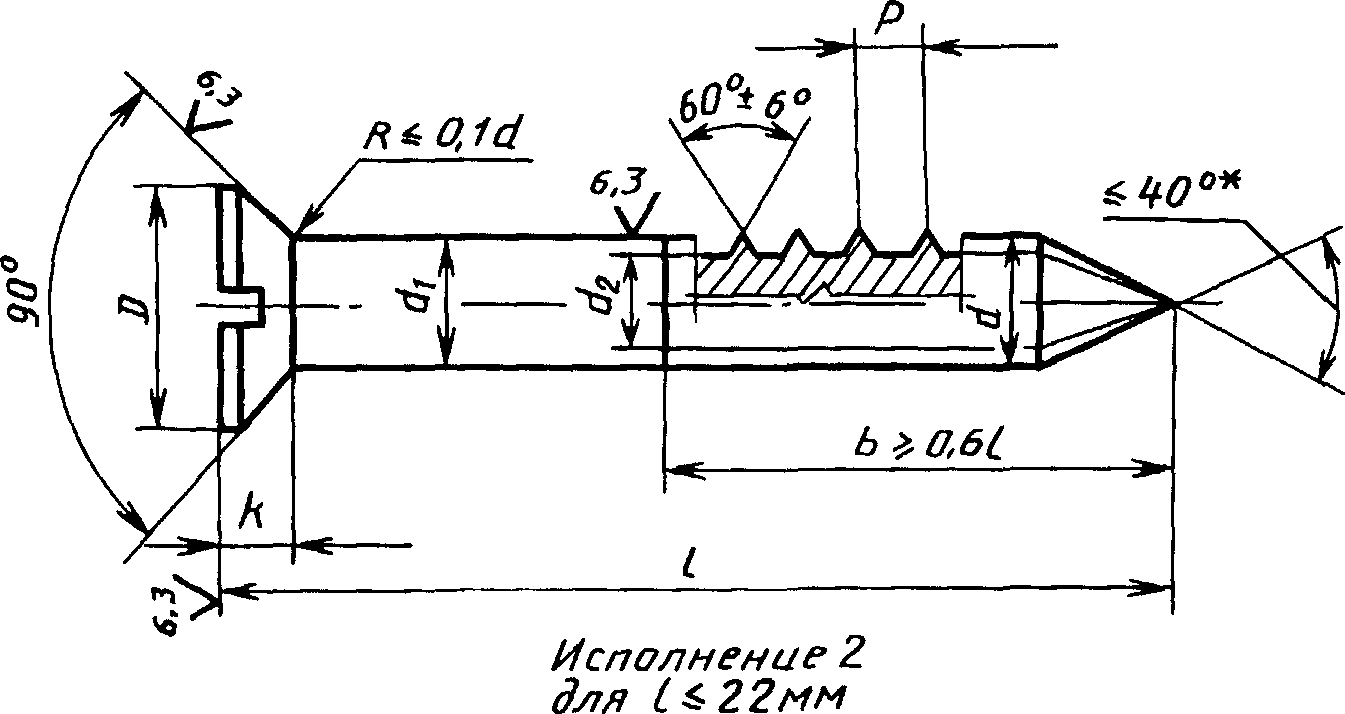 P
6,3
60°± 6°
R ≤ 0,1d
6,3
≤ 40°*
90°
D
d₁
d₂
d
b ≥ 0,6l
k
l
6,3
Исполнение 2
для l ≤ 22мм